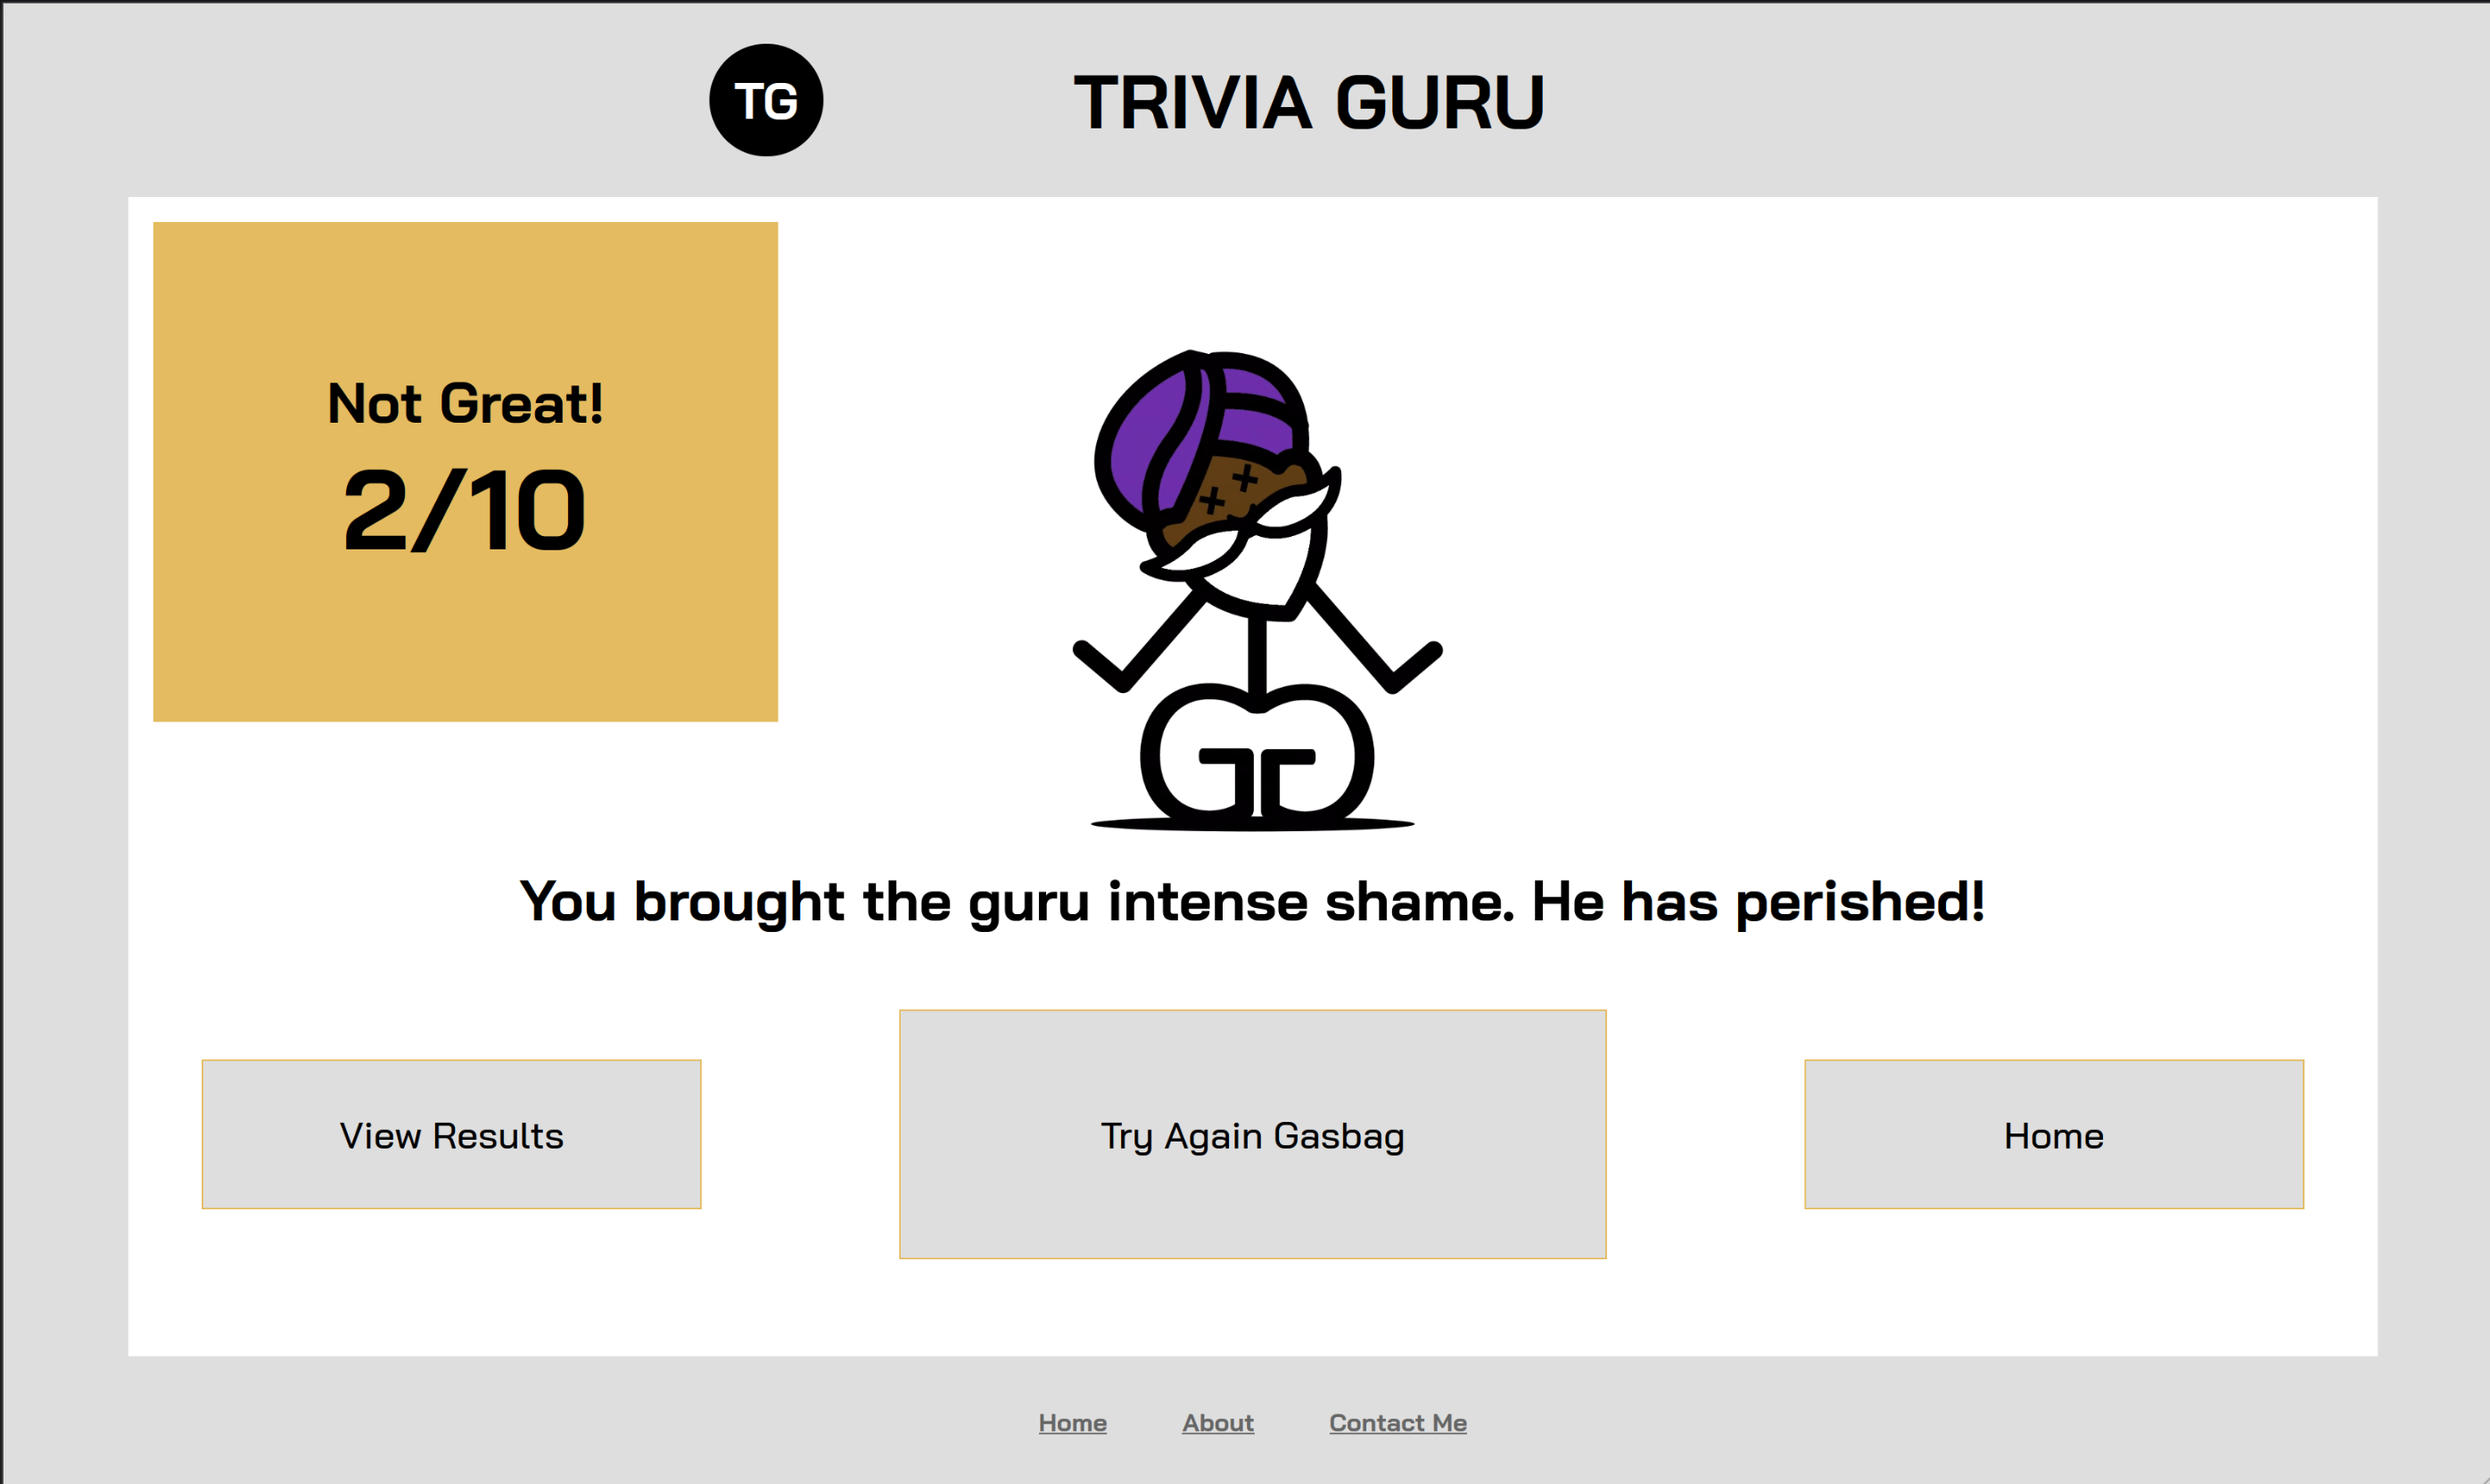 TG
TRIVIA GURU
Not Great!
2/10
You brought the guru intense shame. He has perished!
View Results
Try Again Gasbag
Home
Home About Contact Me